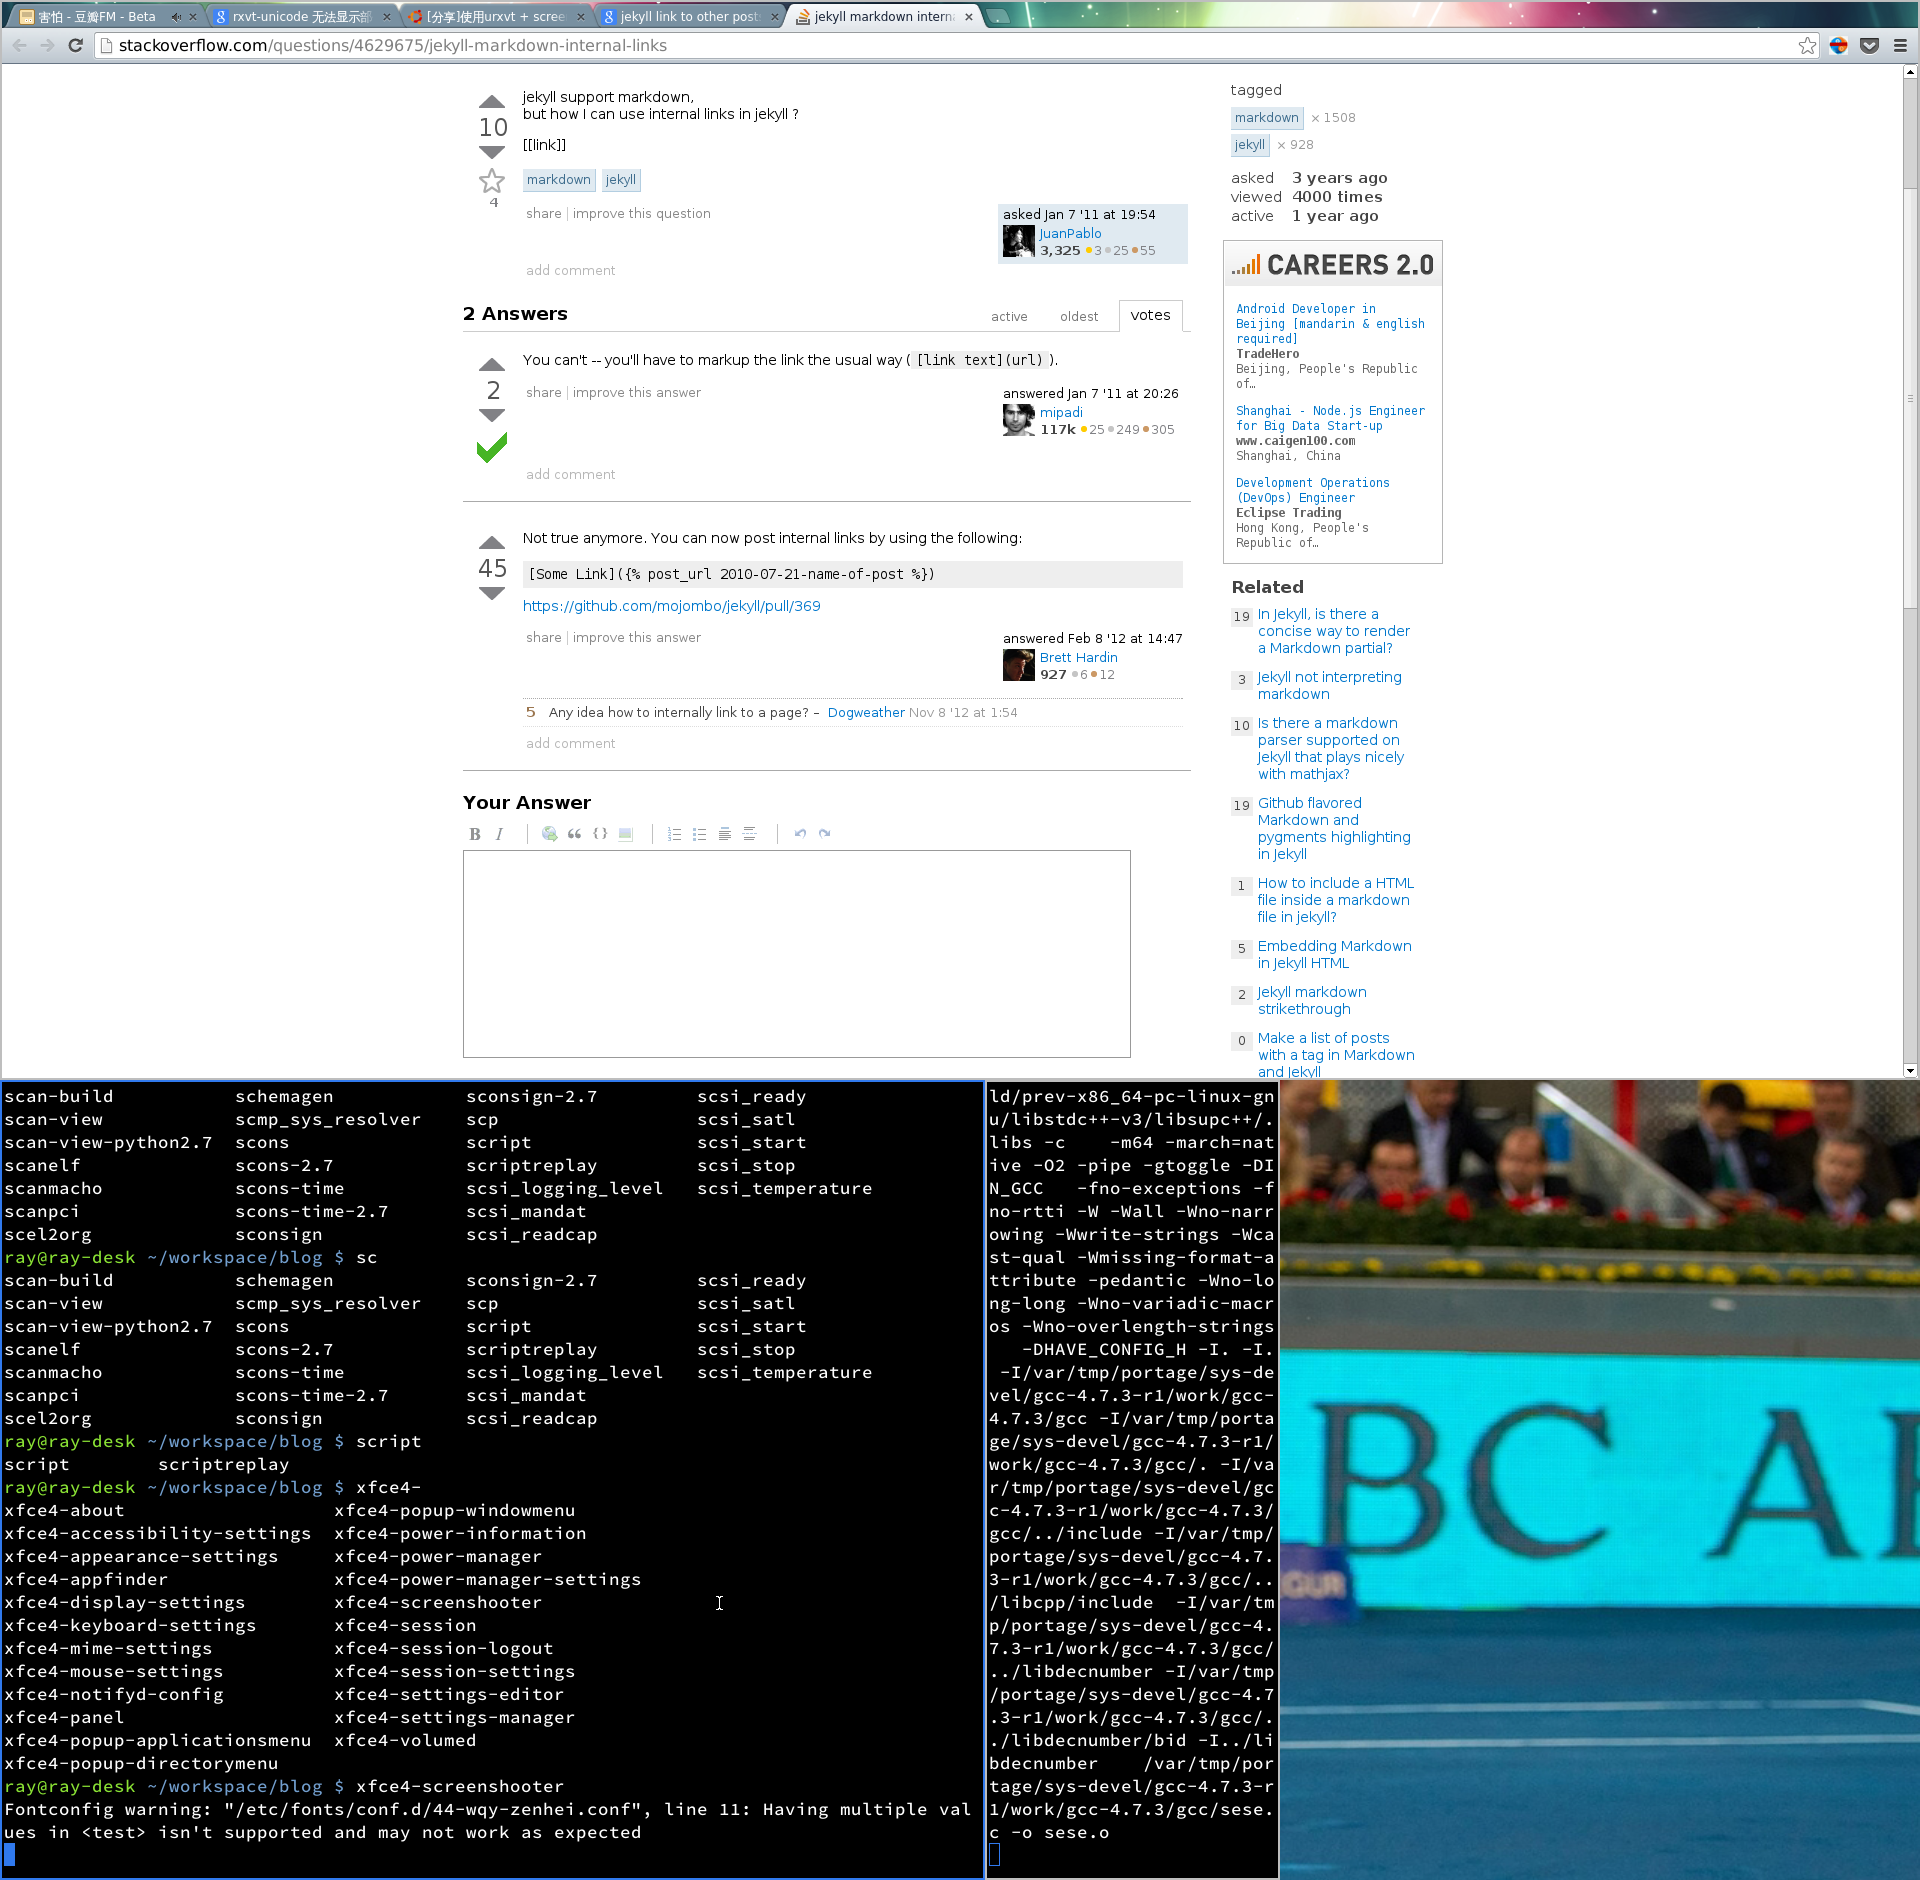 害怕 - 豆瓣FM - Beta
rxvt-unicode 无法显示部
[分享]使用urxvt + scree
jekyll link to other post
jekyll markdown intern
stackoverflow.com/questions/4629675/jekyll-markdown-internal-links
jekyll support markdown,
but how I can use internal links in jekyll ?
10
[[link]]
4
markdown jekyll
share improve this question
asked Jan 7 '11 at 19:54
JuanPablo
3,325 3 25 55
add comment
2 Answers
active oldest votes
You can't -- you'll have to markup the link the usual way ( [link text](url) ).
2
share improve this answer
answered Jan 7 '11 at 20:26
mipadi
117k 25 249 305
add comment
Not true anymore. You can now post internal links by using the following:
45
[Some Link]({% post_url 2010-07-21-name-of-post %})
https://github.com/mojombo/jekyll/pull/369
share improve this answer
answered Feb 8 '12 at 14:47
Brett Hardin
927 6 12
5 Any idea how to internally link to a page? – Dogweather Nov 8 '12 at 1:54
add comment
Your Answer
B I
tagged
markdown × 1508
jekyll × 928
asked 3 years ago
viewed 4000 times
active 1 year ago
CAREERS 2.0
Android Developer in
Beijing [mandarin & english
required]
TradeHero
Beijing, People's Republic
of…
Shanghai - Node.js Engineer
for Big Data Start-up
www.caigen100.com
Shanghai, China
Development Operations
(DevOps) Engineer
Eclipse Trading
Hong Kong, People's
Republic of…
Related
19 In Jekyll, is there a
concise way to render
a Markdown partial?
3 Jekyll not interpreting
markdown
10 Is there a markdown
parser supported on
Jekyll that plays nicely
with mathjax?
19 Github flavored
Markdown and
pygments highlighting
in Jekyll
1 How to include a HTML
file inside a markdown
file in jekyll?
5 Embedding Markdown
in Jekyll HTML
2 Jekyll markdown
strikethrough
0 Make a list of posts
with a tag in Markdown
and Jekyll
scan-build schemagen sconsign-2.7 scsi_ready
scan-view scmp_sys_resolver scp scsi_satl
scan-view-python2.7 scons script scsi_start
scanelf scons-2.7 scriptreplay scsi_stop
scanmacho scons-time scsi_logging_level scsi_temperature
scanpci scons-time-2.7 scsi_mandat
scel2org sconsign scsi_readcap
ray@ray-desk ~/workspace/blog $ sc
scan-build schemagen sconsign-2.7 scsi_ready
scan-view scmp_sys_resolver scp scsi_satl
scan-view-python2.7 scons script scsi_start
scanelf scons-2.7 scriptreplay scsi_stop
scanmacho scons-time scsi_logging_level scsi_temperature
scanpci scons-time-2.7 scsi_mandat
scel2org sconsign scsi_readcap
ray@ray-desk ~/workspace/blog $ script
script scriptreplay
ray@ray-desk ~/workspace/blog $ xfce4-
xfce4-about xfce4-popup-windowmenu
xfce4-accessibility-settings xfce4-power-information
xfce4-appearance-settings xfce4-power-manager
xfce4-appfinder xfce4-power-manager-settings
xfce4-display-settings xfce4-screenshooter
xfce4-keyboard-settings xfce4-session
xfce4-mime-settings xfce4-session-logout
xfce4-mouse-settings xfce4-session-settings
xfce4-notifyd-config xfce4-settings-editor
xfce4-panel xfce4-settings-manager
xfce4-popup-applicationsmenu xfce4-volumed
xfce4-popup-directorymenu
ray@ray-desk ~/workspace/blog $ xfce4-screenshooter
Fontconfig warning: "/etc/fonts/conf.d/44-wqy-zenhei.conf", line 11: Having multiple val
ues in <test> isn't supported and may not work as expected
ld/prev-x86_64-pc-linux-gn
u/libstdc++-v3/libsupc++/.
libs -c -m64 -march=nat
ive -O2 -pipe -gtoggle -DI
N_GCC -fno-exceptions -f
no-rtti -W -Wall -Wno-narr
owing -Wwrite-strings -Wca
st-qual -Wmissing-format-a
ttribute -pedantic -Wno-lo
ng-long -Wno-variadic-macr
os -Wno-overlength-strings
-DHAVE_CONFIG_H -I. -I.
-I/var/tmp/portage/sys-de
vel/gcc-4.7.3-r1/work/gcc-
4.7.3/gcc -I/var/tmp/porta
ge/sys-devel/gcc-4.7.3-r1/
work/gcc-4.7.3/gcc/. -I/va
r/tmp/portage/sys-devel/gc
c-4.7.3-r1/work/gcc-4.7.3/
gcc/../include -I/var/tmp/
portage/sys-devel/gcc-4.7.
3-r1/work/gcc-4.7.3/gcc/..
/libcpp/include -I/var/tm
p/portage/sys-devel/gcc-4.
7.3-r1/work/gcc-4.7.3/gcc/
../libdecnumber -I/var/tmp
/portage/sys-devel/gcc-4.7
.3-r1/work/gcc-4.7.3/gcc/.
./libdecnumber/bid -I../li
bdecnumber /var/tmp/por
tage/sys-devel/gcc-4.7.3-r
1/work/gcc-4.7.3/gcc/sese.
c -o sese.o
BC A